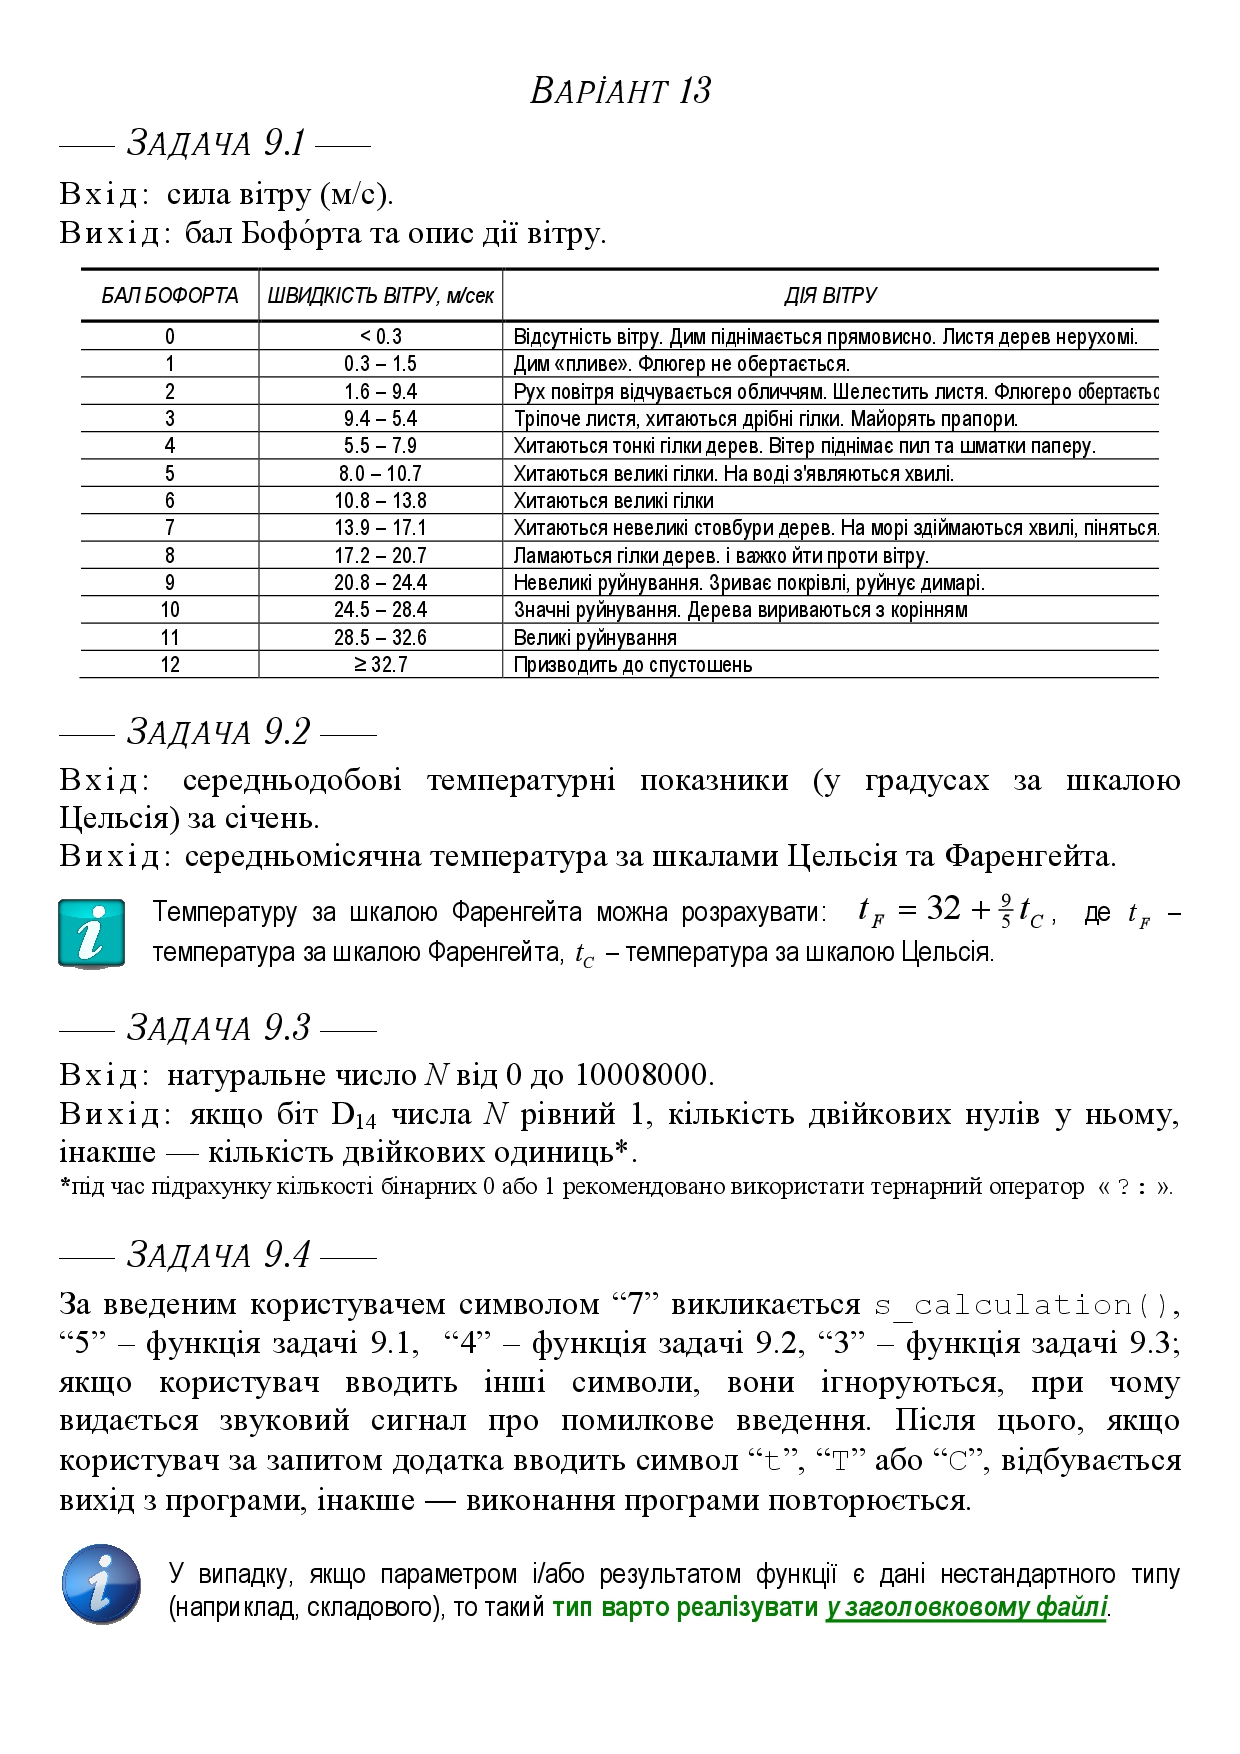 ВАРІАНТ 13
ЗАДАЧА 9.1
Вхід: сила вітру (м/с).
Вихід: бал Бофо́рта та опис дії вітру.
БАЛ БОФОРТА ШВИДКІСТЬ ВІТРУ, м/сек ДІЯ ВІТРУ
0 < 0.3 Відсутність вітру. Дим піднімається прямовисно. Листя дерев нерухомі.
1 0.3 – 1.5 Дим «пливе». Флюгер не обертається.
2 1.6 – 9.4 Рух повітря відчувається обличчям. Шелестить листя. Флюгеро обертаєтьс
3 9.4 – 5.4 Тріпоче листя, хитаються дрібні гілки. Майорять прапори.
4 5.5 – 7.9 Хитаються тонкі гілки дерев. Вітер піднімає пил та шматки паперу.
5 8.0 – 10.7 Хитаються великі гілки. На воді з'являються хвилі.
6 10.8 – 13.8 Хитаються великі гілки
7 13.9 – 17.1 Хитаються невеликі стовбури дерев. На морі здіймаються хвилі, піняться.
8 17.2 – 20.7 Ламаються гілки дерев. і важко йти проти вітру.
9 20.8 – 24.4 Невеликі руйнування. Зриває покрівлі, руйнує димарі.
10 24.5 – 28.4 Значні руйнування. Дерева вириваються з корінням
11 28.5 – 32.6 Великі руйнування
12 ≥ 32.7 Призводить до спустошень
ЗАДАЧА 9.2
Вхід: середньодобові температурні показники (у градусах за шкалою
Цельсія) за січень.
Вихід: середньомісячна температура за шкалами Цельсія та Фаренгейта.
Температуру за шкалою Фаренгейта можна розрахувати: t_F = 32 + 9/5 t_C , де t_F –
температура за шкалою Фаренгейта, t_C – температура за шкалою Цельсія.
ЗАДАЧА 9.3
Вхід: натуральне число N від 0 до 10008000.
Вихід: якщо біт D₁₄ числа N рівний 1, кількість двійкових нулів у ньому,
інакше — кількість двійкових одиниць*.
*під час підрахунку кількості бінарних 0 або 1 рекомендовано використати тернарний оператор « ?: ».
ЗАДАЧА 9.4
За введеним користувачем символом “7” викликається s_calculation(),
“5” – функція задачі 9.1, “4” – функція задачі 9.2, “3” – функція задачі 9.3;
якщо користувач вводить інші символи, вони ігноруються, при чому
видається звуковий сигнал про помилкове введення. Після цього, якщо
користувач за запитом додатка вводить символ “t”, “T” або “C”, відбувається
вихід з програми, інакше — виконання програми повторюється.
У випадку, якщо параметром і/або результатом функції є дані нестандартного типу
(наприклад, складового), то такий тип варто реалізувати у заголовковому файлі.